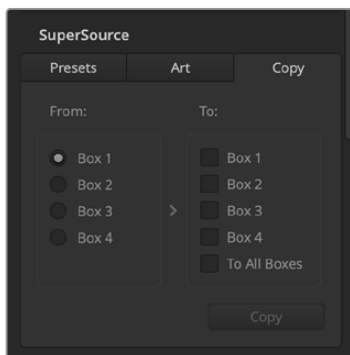 SuperSource
Presets Art Copy
From: To:
Box 1 Box 1
Box 2 Box 2
Box 3 > Box 3
Box 4 Box 4
To All Boxes
Copy